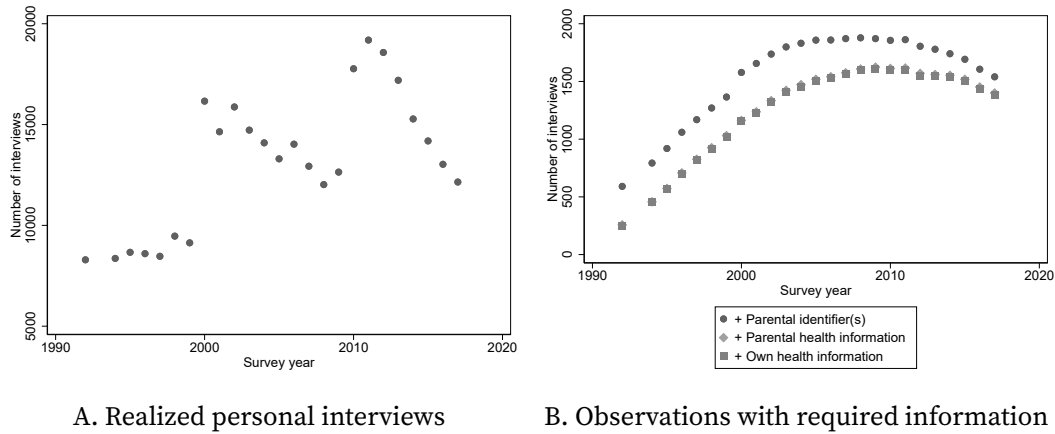 Number of interviews
20000
15000
10000
5000
1990
2000
2010
2020
Survey year
A. Realized personal interviews
Number of interviews
2000
1500
1000
500
0
1990
2000
2010
2020
Survey year
+ Parental identifier(s)
+ Parental health information
+ Own health information
B. Observations with required information